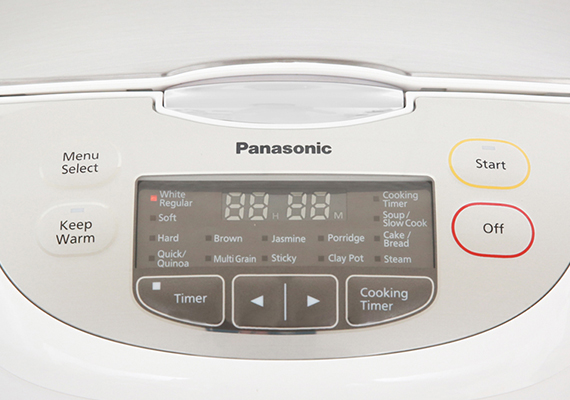 Panasonic
Menu
Select
Keep
Warm
White
Regular
Soft
Hard
Quick/
Quinoa
Brown
Multi Grain
Jasmine
Sticky
Porridge
Clay Pot
88 H 88 M
Cooking
Timer
Soup/
Slow Cook
Cake/
Bread
Steam
Start
Off
Timer
Cooking
Timer